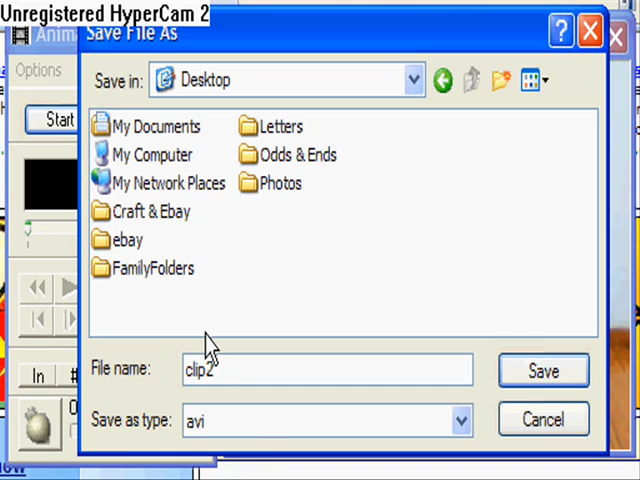 Unregistered HyperCam 2
Save File As
Options
Save in:
Desktop
Start
My Documents
Letters
My Computer
Odds & Ends
My Network Places
Photos
Craft & Ebay
ebay
FamilyFolders
File name:
clip2
Save
In
Save as type:
avi
Cancel